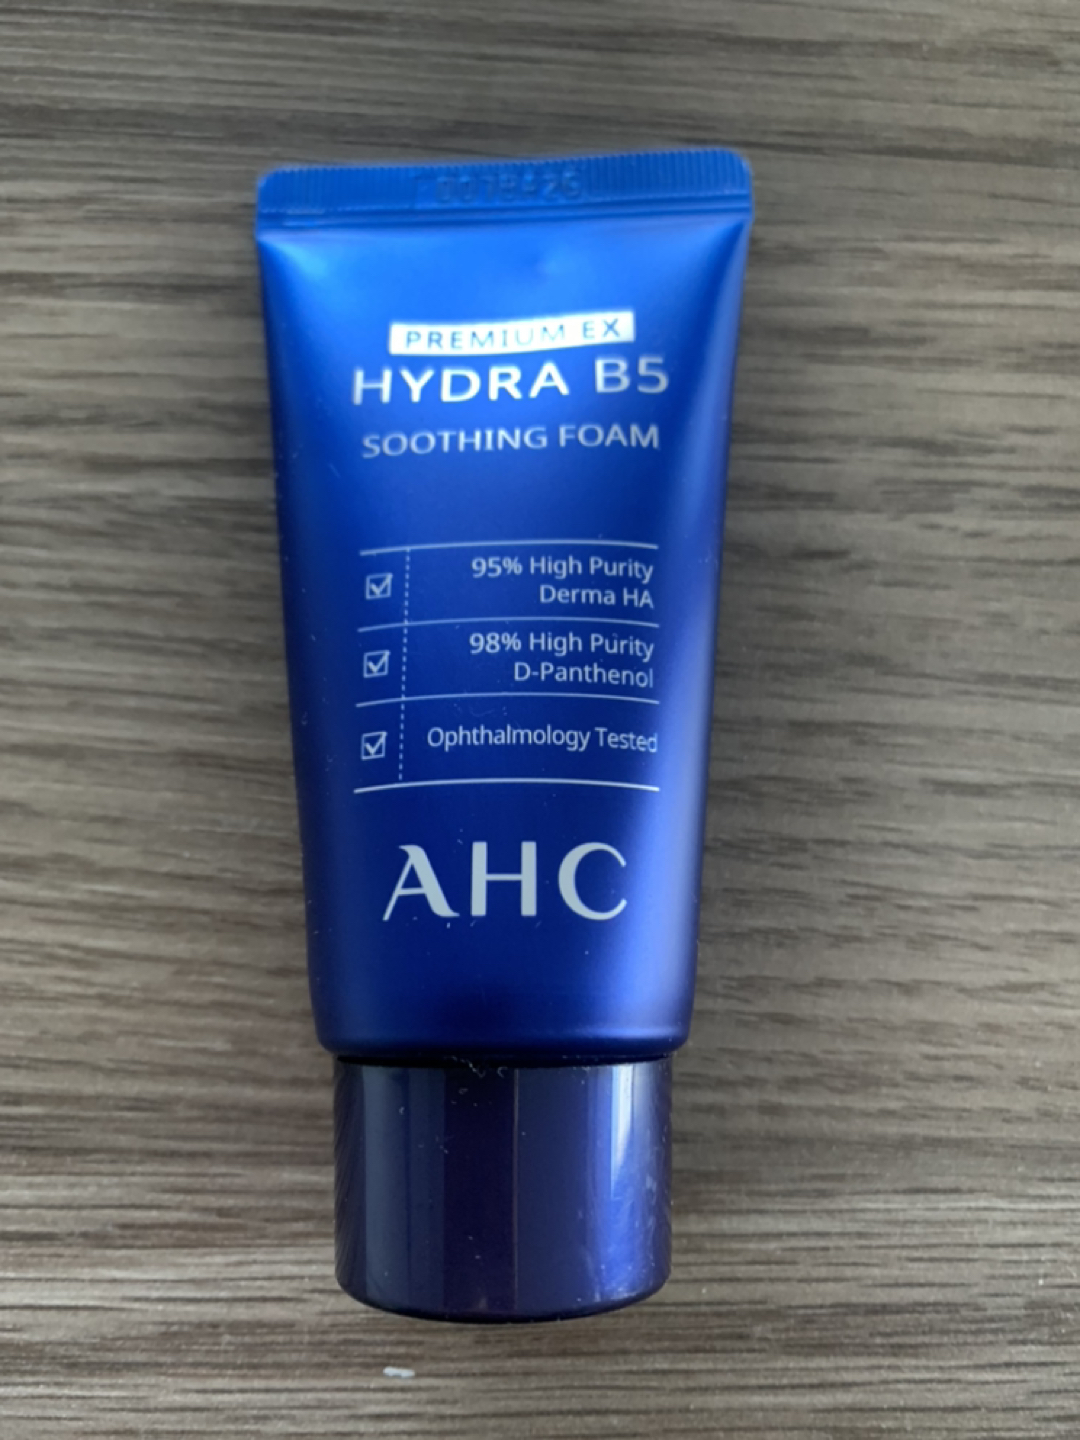 PREMIUM EX
HYDRA B5
SOOTHING FOAM
95% High Purity
Derma HA
98% High Purity
D-Panthenol
Ophthalmology Tested
AHC